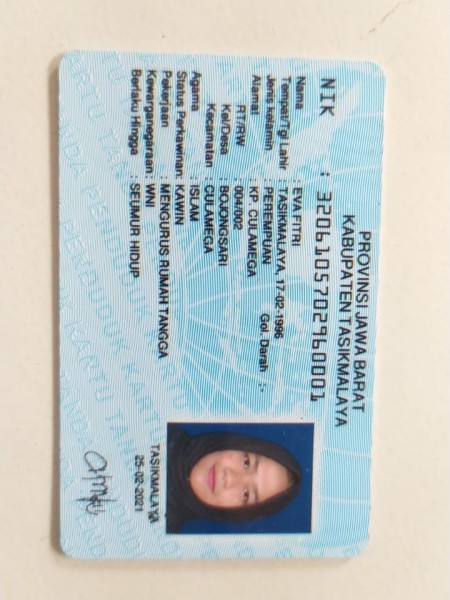 PROVINSI JAWA BARAT
KABUPATEN TASIKMALAYA
NIK : 3206105702960001
Nama : EVA FITRI
Tempat/Tgl Lahir : TASIKMALAYA, 17-02-1996
Jenis kelamin : PEREMPUAN Gol. Darah : -
Alamat : KP. CULAMEGA
RT/RW : 004/002
Kel/Desa : BOJONGSARI
Kecamatan : CULAMEGA
Agama : ISLAM
Status Perkawinan: KAWIN
Pekerjaan : MENGURUS RUMAH TANGGA
Kewarganegaraan: WNI
Berlaku Hingga : SEUMUR HIDUP
TASIKMALAYA
25-02-2021